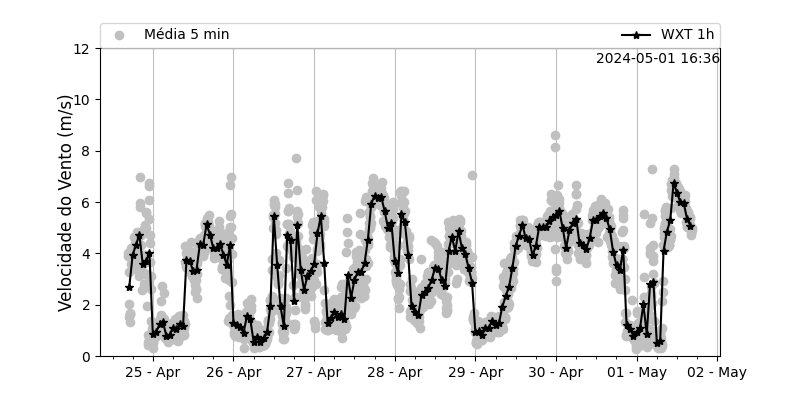 Média 5 min
WXT 1h
2024-05-01 16:36
Velocidade do Vento (m/s)
12
10
8
6
4
2
0
25 - Apr
26 - Apr
27 - Apr
28 - Apr
29 - Apr
30 - Apr
01 - May
02 - May